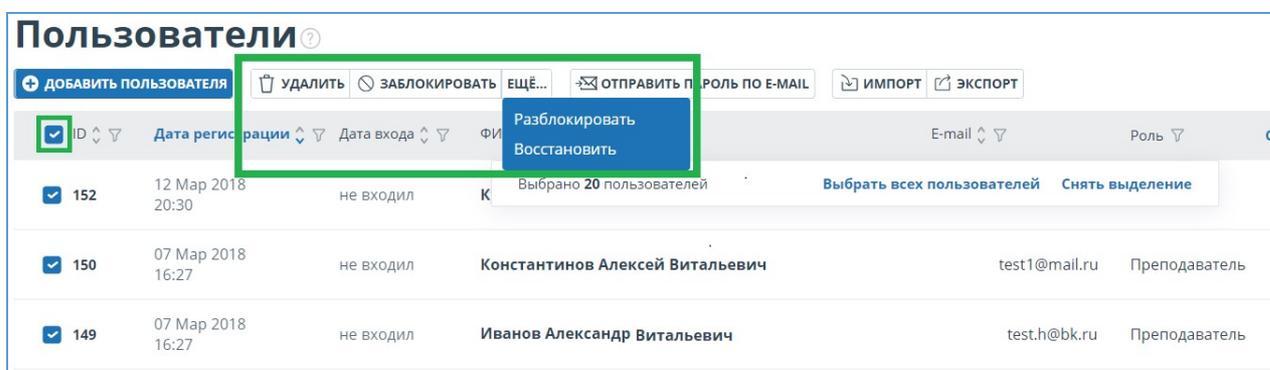 Пользователи ?
ДОБАВИТЬ ПОЛЬЗОВАТЕЛЯ УДАЛИТЬ ЗАБЛОКИРОВАТЬ ЕЩЁ... ОТПРАВИТЬ ПАРОЛЬ ПО E-MAIL ИМПОРТ ЭКСПОРТ
Разблокировать
Восстановить
ID Дата регистрации Дата входа ФИ E-mail Роль
Выбрано 20 пользователей Выбрать всех пользователей Снять выделение
152 12 Мар 2018 не входил К
20:30
150 07 Мар 2018 не входил Константинов Алексей Витальевич test1@mail.ru Преподаватель
16:27
149 07 Мар 2018 не входил Иванов Александр Витальевич test.h@bk.ru Преподаватель
16:27